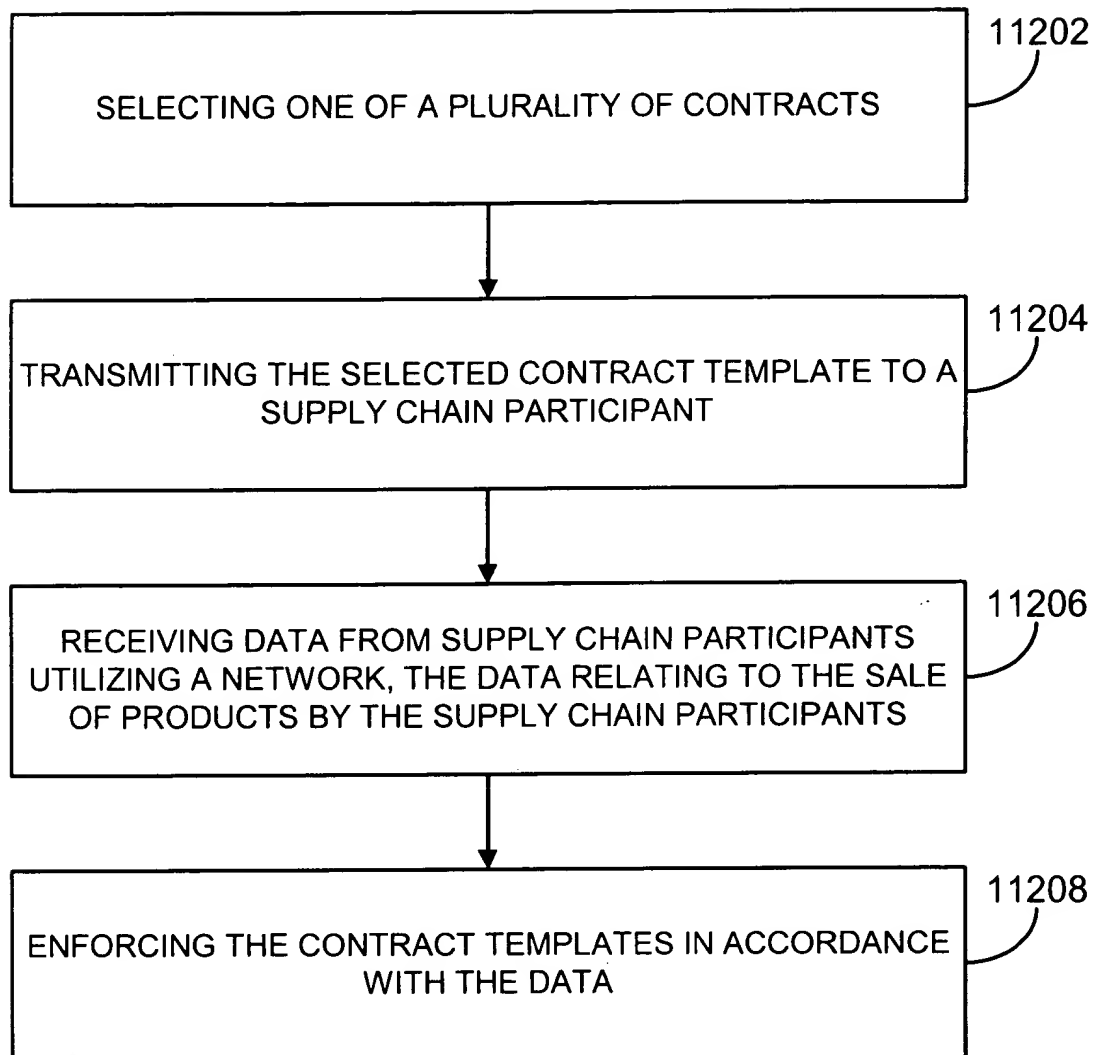 11202
SELECTING ONE OF A PLURALITY OF CONTRACTS
11204
TRANSMITTING THE SELECTED CONTRACT TEMPLATE TO A
SUPPLY CHAIN PARTICIPANT
11206
RECEIVING DATA FROM SUPPLY CHAIN PARTICIPANTS
UTILIZING A NETWORK, THE DATA RELATING TO THE SALE
OF PRODUCTS BY THE SUPPLY CHAIN PARTICIPANTS
11208
ENFORCING THE CONTRACT TEMPLATES IN ACCORDANCE
WITH THE DATA